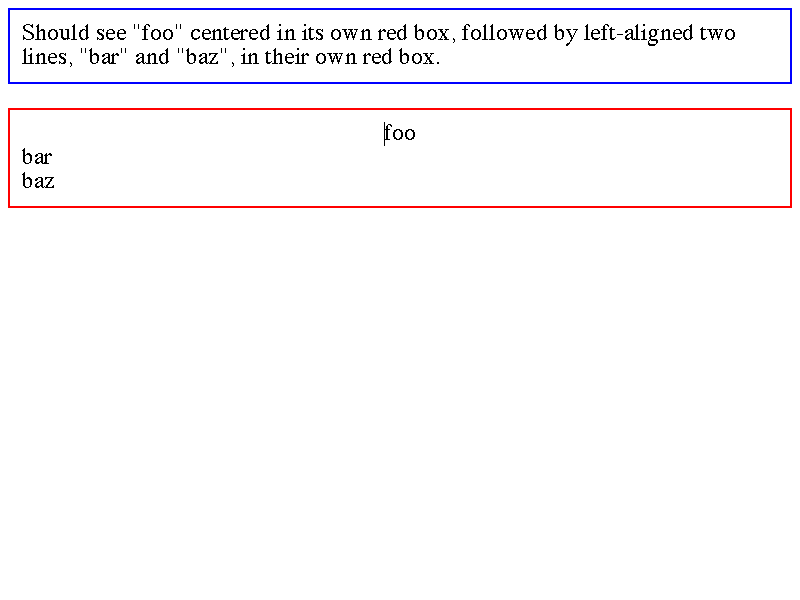 Should see "foo" centered in its own red box, followed by left-aligned two
lines, "bar" and "baz", in their own red box.
foo
bar
baz